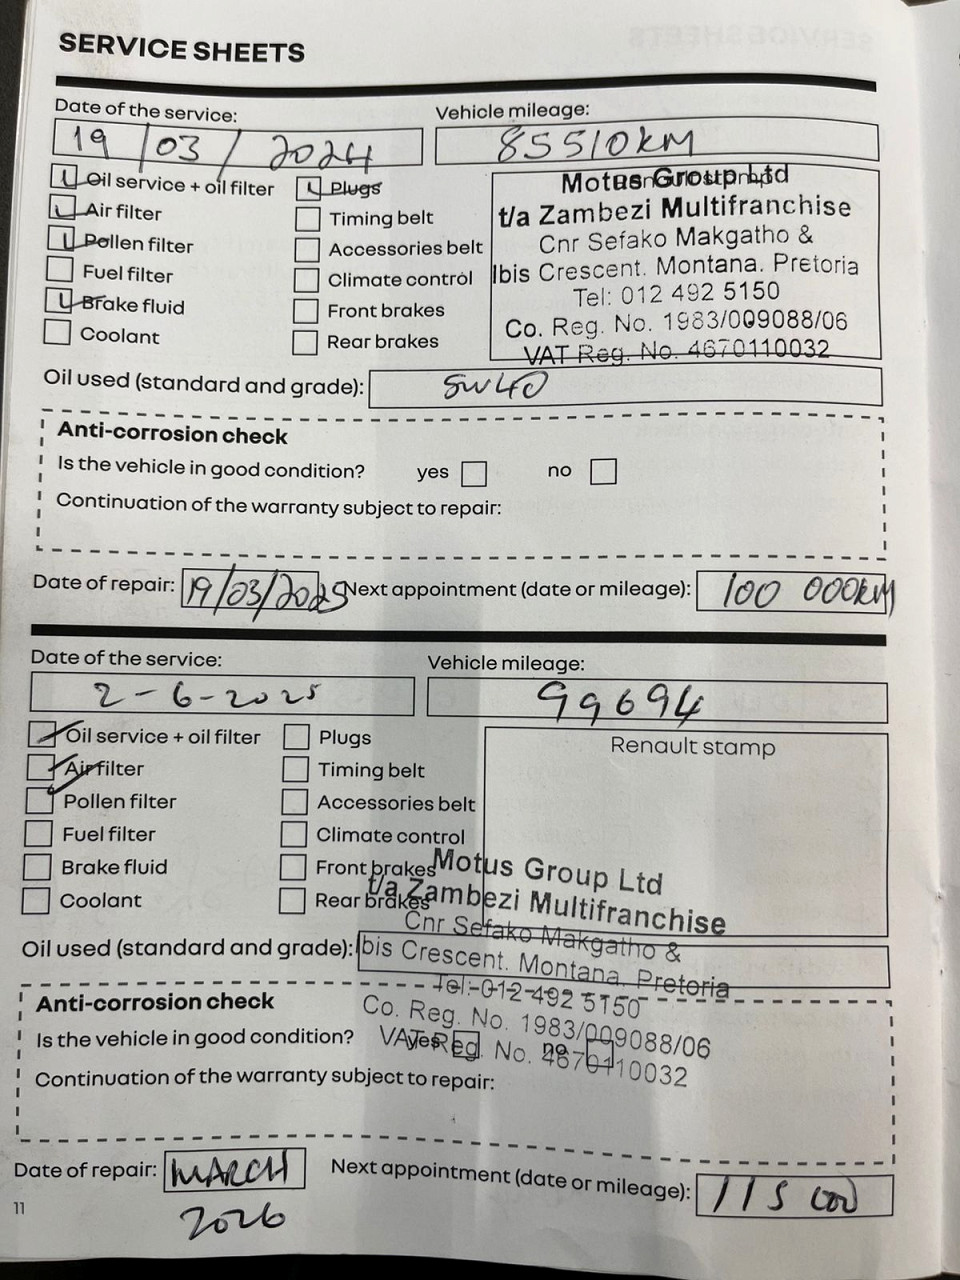 SERVICE SHEETS
Date of the service: Vehicle mileage:
19/03/2024 85510KM
Oil service + oil filter Plugs
Air filter Timing belt
Pollen filter Accessories belt
Fuel filter Climate control
Brake fluid Front brakes
Coolant Rear brakes
Motus Group Ltd
t/a Zambezi Multifranchise
Cnr Sefako Makgatho &
Ibis Crescent. Montana. Pretoria
Tel: 012 492 5150
Co. Reg. No. 1983/009088/06
VAT Reg. No. 4670110032
Oil used (standard and grade): 5W40
Anti-corrosion check
Is the vehicle in good condition? yes no
Continuation of the warranty subject to repair:
Date of repair: 19/03/2025 Next appointment (date or mileage): 100 000KM
Date of the service: Vehicle mileage:
2-6-2025 99694
Oil service + oil filter Plugs
Air filter Timing belt
Pollen filter Accessories belt
Fuel filter Climate control
Brake fluid Front brakes
Coolant Rear brakes
Renault stamp
Motus Group Ltd
t/a Zambezi Multifranchise
Cnr Sefako Makgatho &
Ibis Crescent. Montana. Pretoria
Tel: 012 492 5150
Co. Reg. No. 1983/009088/06
VAT Reg. No. 4670110032
Oil used (standard and grade):
Anti-corrosion check
Is the vehicle in good condition? yes no
Continuation of the warranty subject to repair:
Date of repair: MARCH Next appointment (date or mileage): 115 000
2026
11